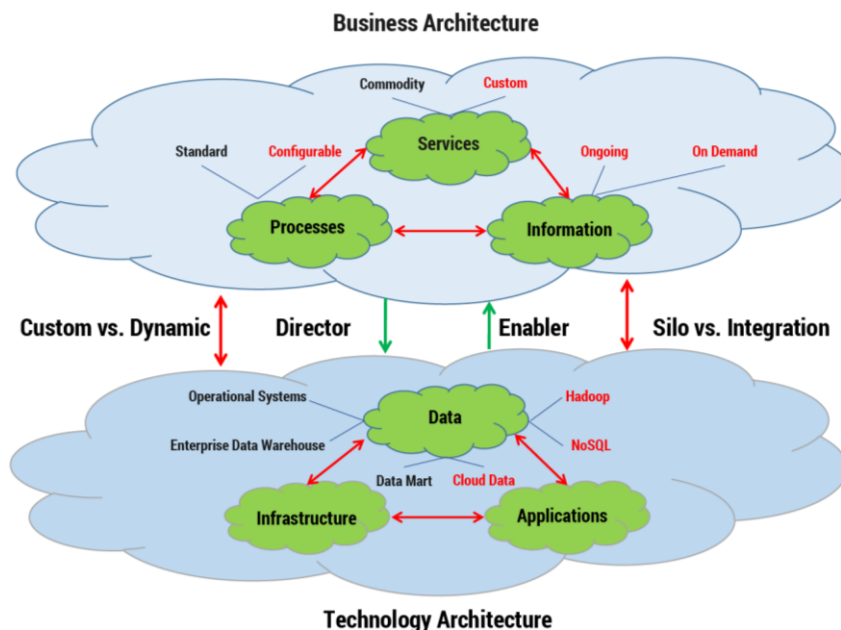 Business Architecture
Commodity
Custom
Services
Standard
Configurable
Ongoing
On Demand
Processes
Information
Custom vs. Dynamic
Director
Enabler
Silo vs. Integration
Operational Systems
Data
Hadoop
Enterprise Data Warehouse
NoSQL
Data Mart
Cloud Data
Infrastructure
Applications
Technology Architecture